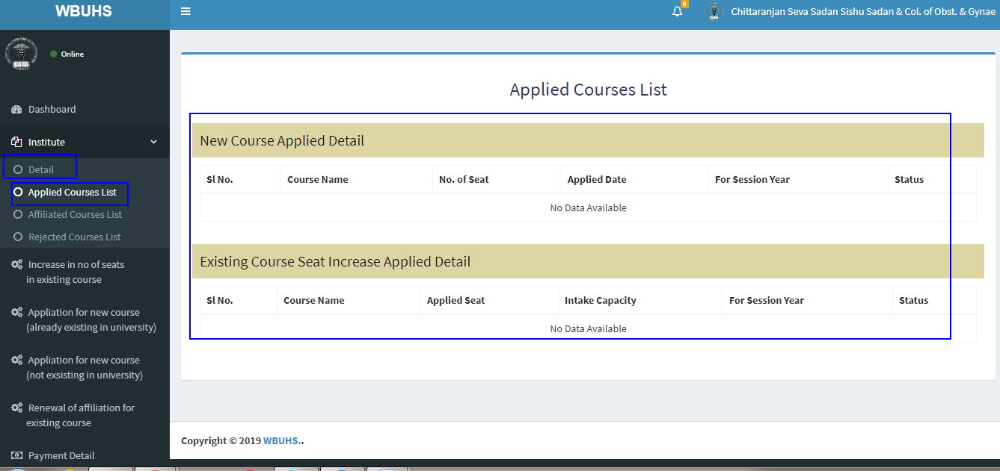 WBUHS
0
Chittaranjan Seva Sadan Sishu Sadan & Col. of Obst. & Gynae
Online
Dashboard
Institute
Detail
Applied Courses List
Affiliated Courses List
Rejected Courses List
Increase in no of seats
in existing course
Appliation for new course
(already existing in university)
Appliation for new course
(not exsisting in university)
Renewal of affiliation for
existing course
Payment Detail
Applied Courses List
New Course Applied Detail
Sl No. Course Name No. of Seat Applied Date For Session Year Status
No Data Available
Existing Course Seat Increase Applied Detail
Sl No. Course Name Applied Seat Intake Capacity For Session Year Status
No Data Available
Copyright © 2019 WBUHS..